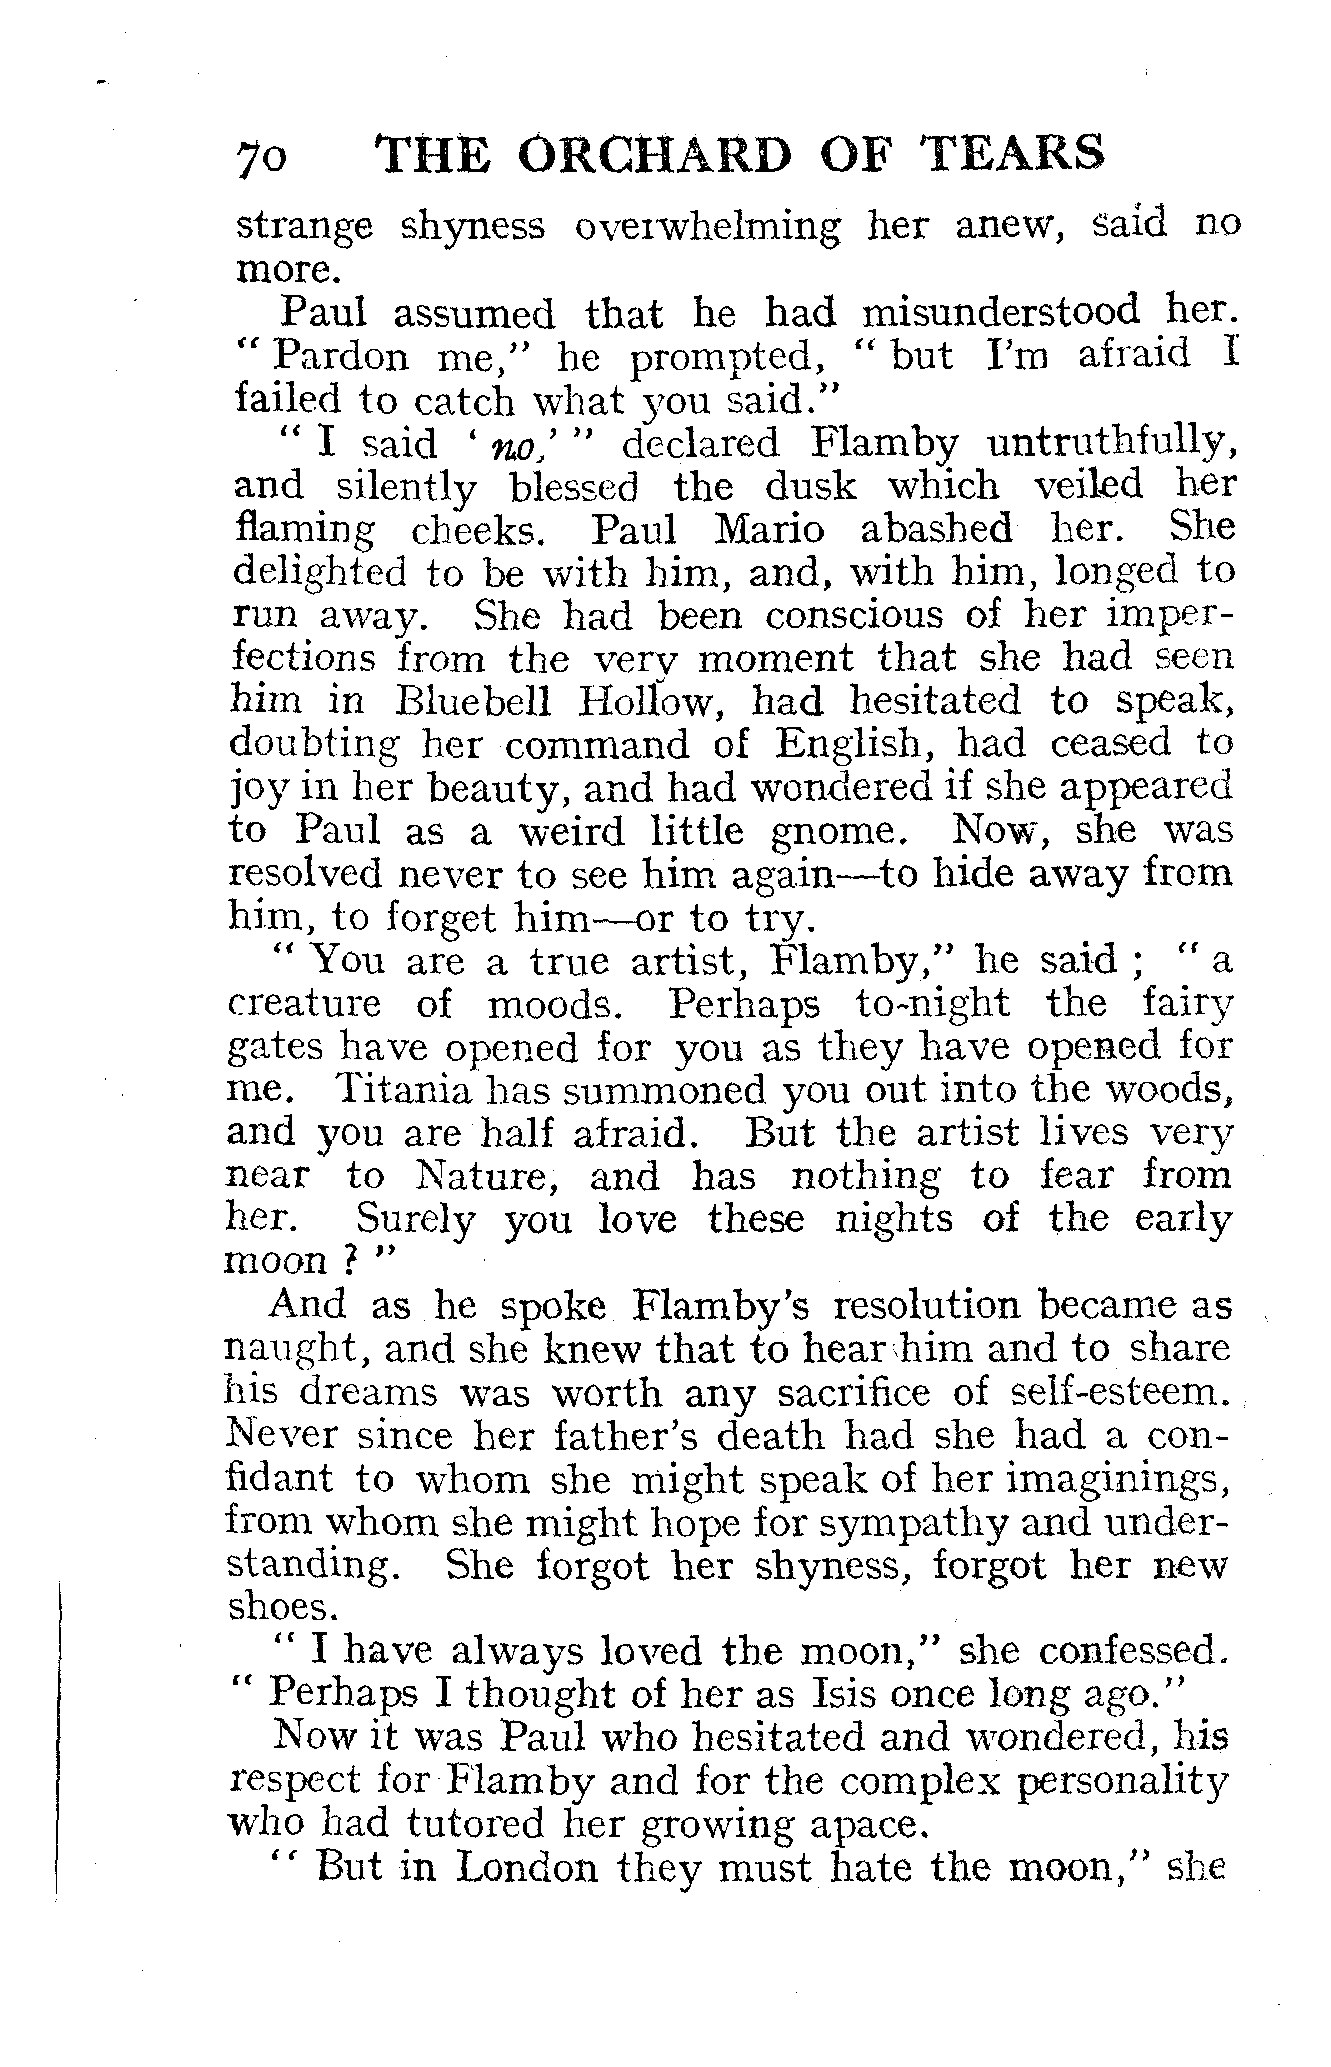 70 THE ORCHARD OF TEARS
strange shyness overwhelming her anew, said no
more.
Paul assumed that he had misunderstood her.
“ Pardon me,” he prompted, “ but I’m afraid I
failed to catch what you said.”
“ I said ‘ no,’ ” declared Flamby untruthfully,
and silently blessed the dusk which veiled her
flaming cheeks. Paul Mario abashed her. She
delighted to be with him, and, with him, longed to
run away. She had been conscious of her imper-
fections from the very moment that she had seen
him in Bluebell Hollow, had hesitated to speak,
doubting her command of English, had ceased to
joy in her beauty, and had wondered if she appeared
to Paul as a weird little gnome. Now, she was
resolved never to see him again—to hide away from
him, to forget him—or to try.
“ You are a true artist, Flamby,” he said ; “ a
creature of moods. Perhaps to-night the fairy
gates have opened for you as they have opened for
me. Titania has summoned you out into the woods,
and you are half afraid. But the artist lives very
near to Nature, and has nothing to fear from
her. Surely you love these nights of the early
moon ? ”
And as he spoke Flamby’s resolution became as
naught, and she knew that to hear him and to share
his dreams was worth any sacrifice of self-esteem.
Never since her father’s death had she had a con-
fidant to whom she might speak of her imaginings,
from whom she might hope for sympathy and under-
standing. She forgot her shyness, forgot her new
shoes.
“ I have always loved the moon,” she confessed.
“ Perhaps I thought of her as Isis once long ago.”
Now it was Paul who hesitated and wondered, his
respect for Flamby and for the complex personality
who had tutored her growing apace.
“ But in London they must hate the moon,” she